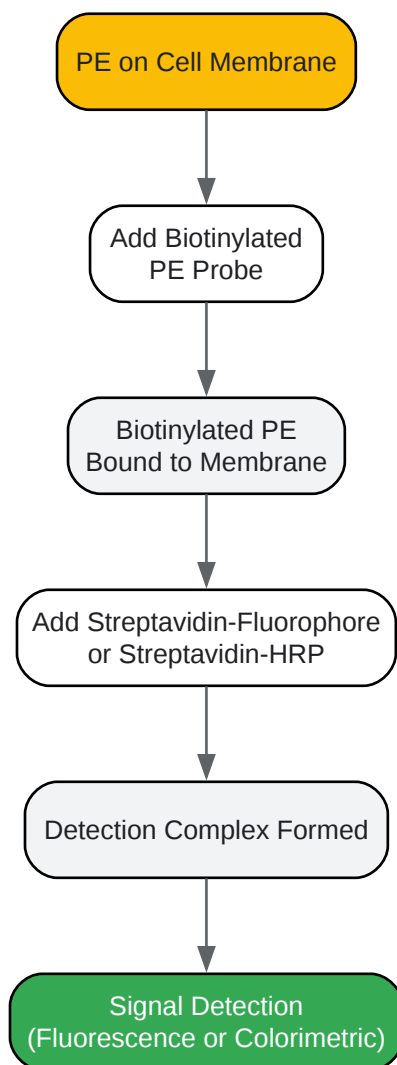 PE on Cell Membrane
Add Biotinylated
PE Probe
Biotinylated PE
Bound to Membrane
Add Streptavidin-Fluorophore
or Streptavidin-HRP
Detection Complex Formed
Signal Detection
(Fluorescence or Colorimetric)